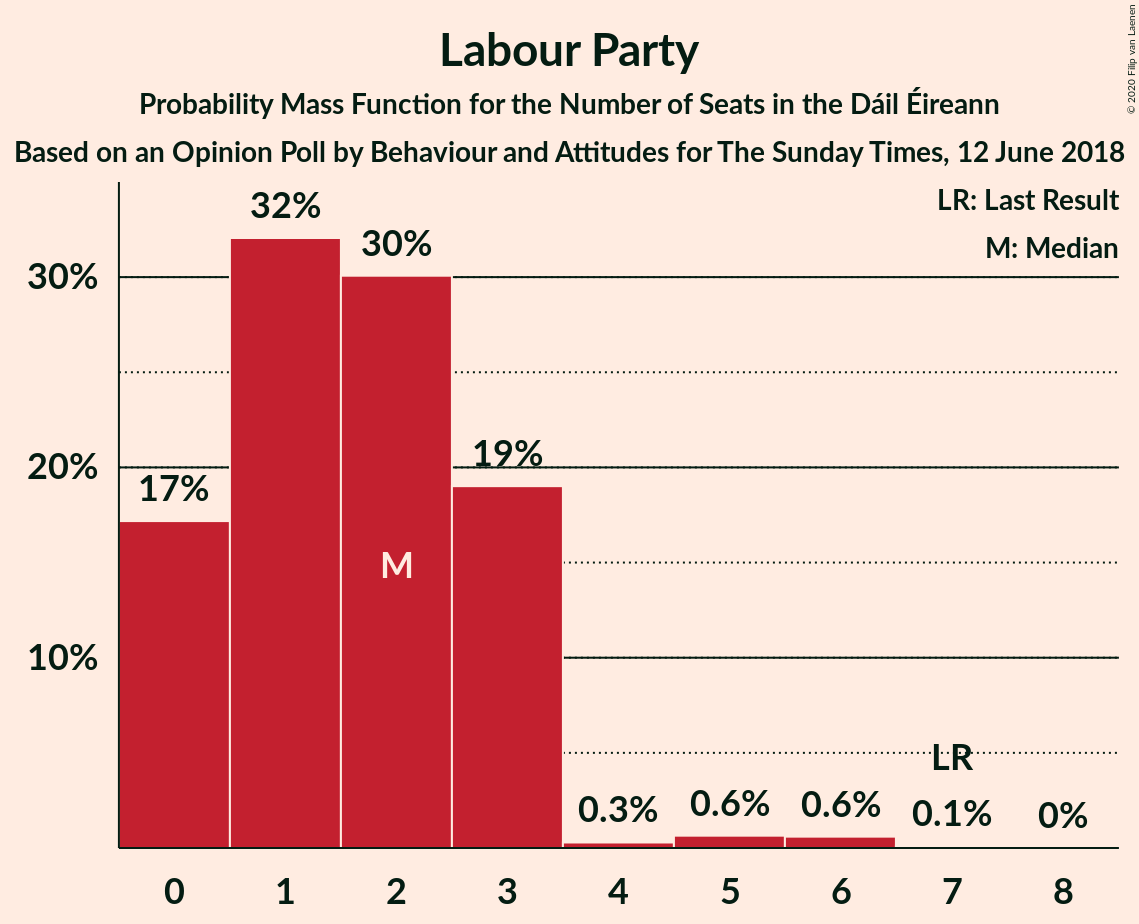 Labour Party
Probability Mass Function for the Number of Seats in the Dáil Éireann
Based on an Opinion Poll by Behaviour and Attitudes for The Sunday Times, 12 June 2018
© 2020 Filip van Laenen
LR: Last Result
M: Median
32%
30%
30%
19%
20%
17%
M
10%
LR
0.3%
0.6%
0.6%
0.1%
0%
0 1 2 3 4 5 6 7 8